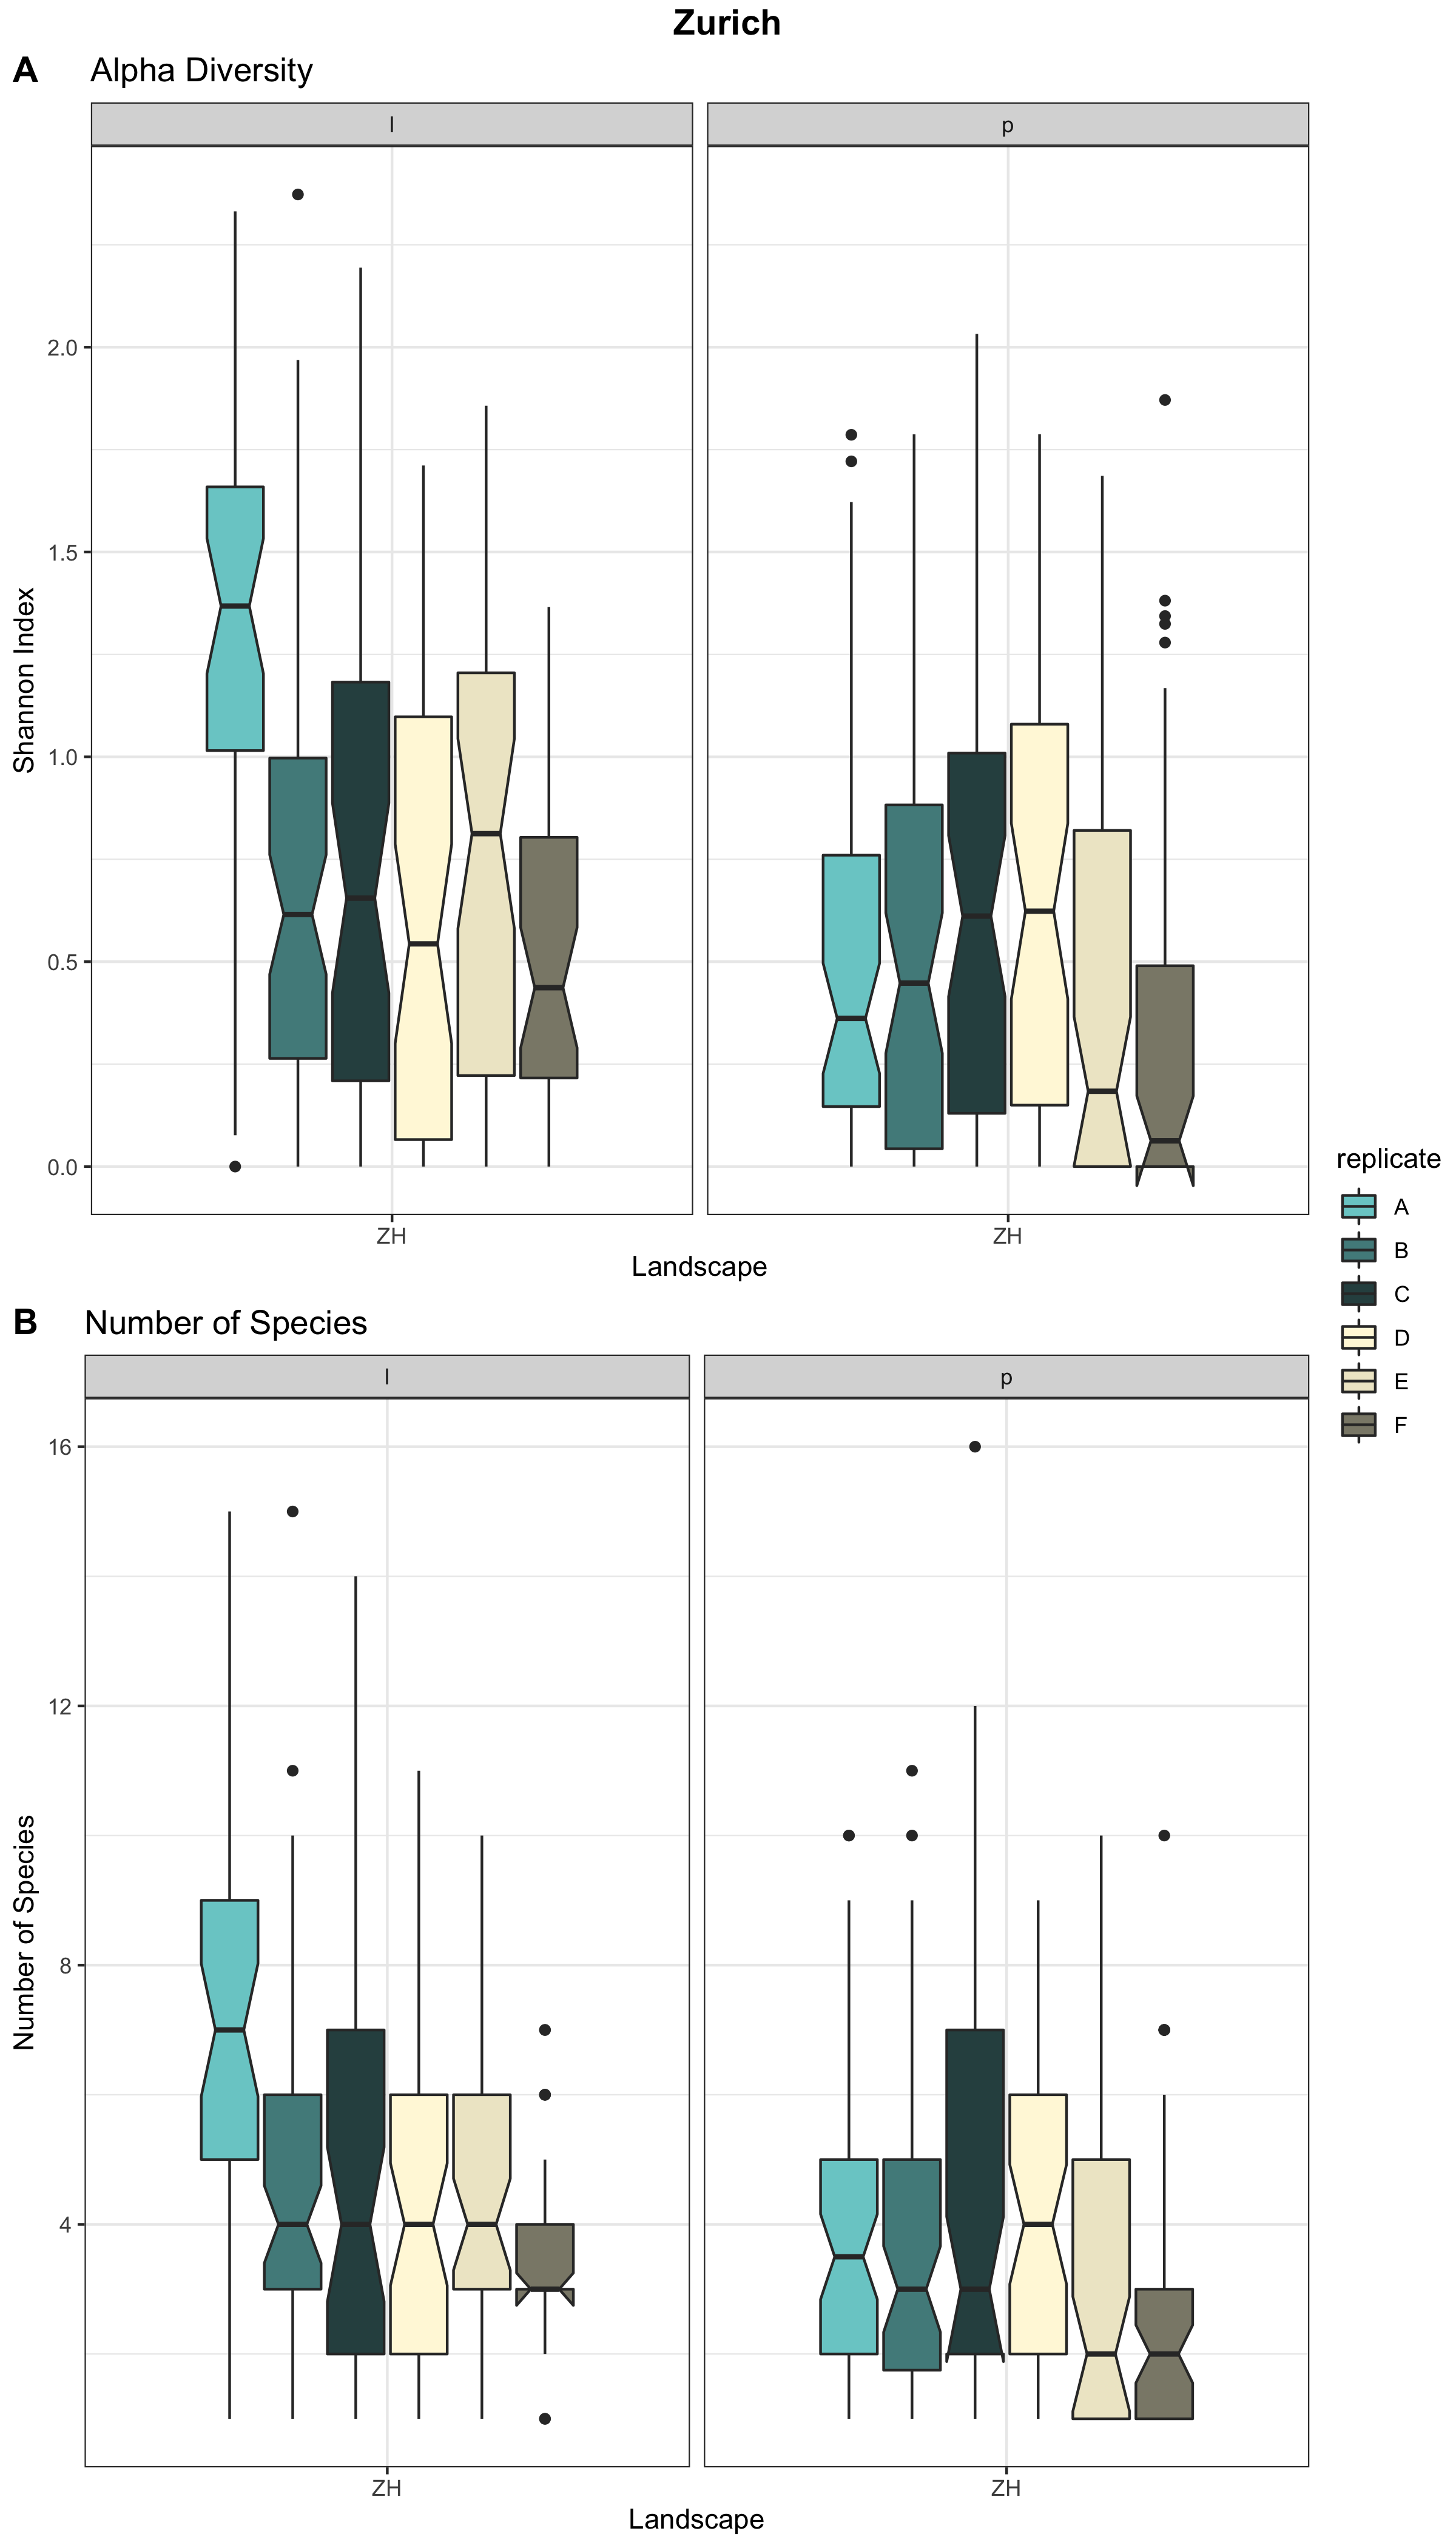 Zurich
A Alpha Diversity
l p
2.0
1.5
1.0
0.5
0.0
Shannon Index
ZH ZH
Landscape
replicate
A
B
C
D
E
F
B Number of Species
l p
16
12
8
4
Number of Species
ZH ZH
Landscape